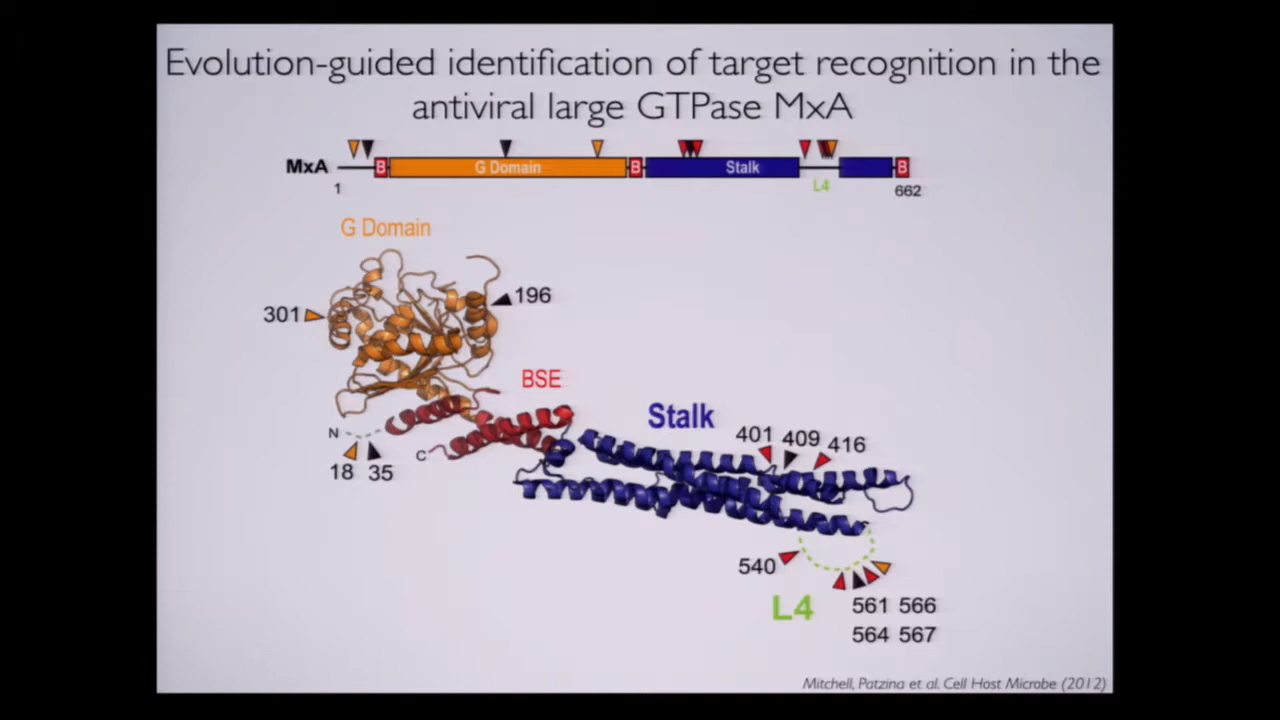 Evolution-guided identification of target recognition in the
antiviral large GTPase MxA
MxA B G Domain B Stalk B
1 L4 662
G Domain
301 196
BSE
Stalk
N
C
401 409 416
18 35
540
L4 561 566
564 567
Mitchell, Patzina et al. Cell Host Microbe (2012)